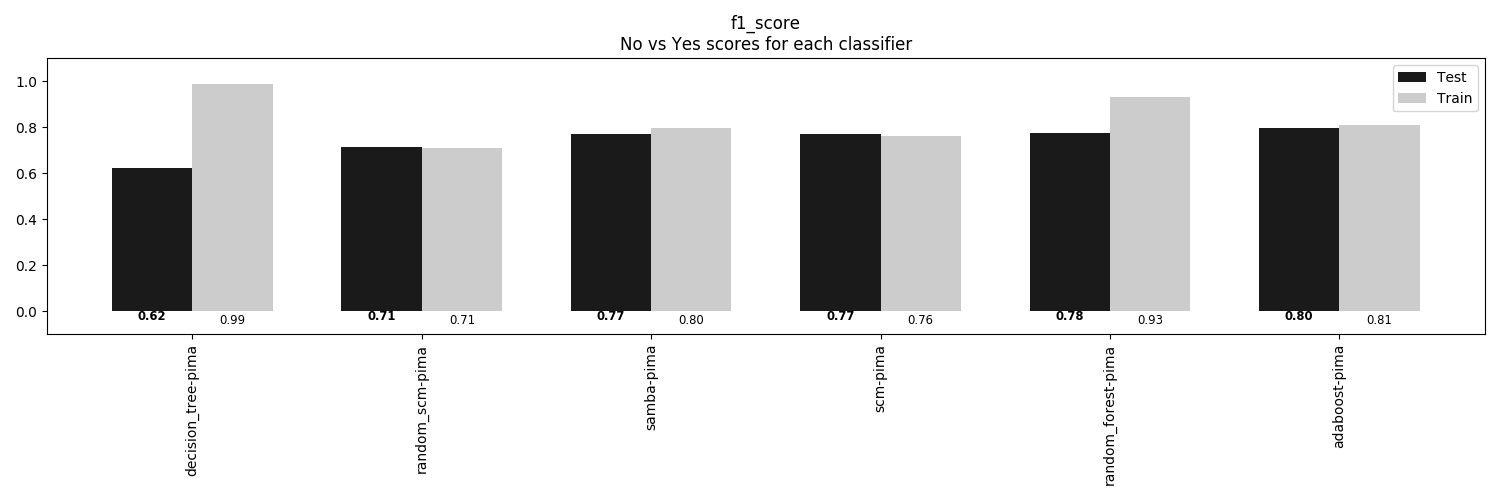 f1_score
No vs Yes scores for each classifier
Test
Train
1.0
0.8
0.6
0.4
0.2
0.0
0.62 0.99 0.71 0.71 0.77 0.80 0.77 0.76 0.78 0.93 0.80 0.81
decision_tree-pima
random_scm-pima
samba-pima
scm-pima
random_forest-pima
adaboost-pima